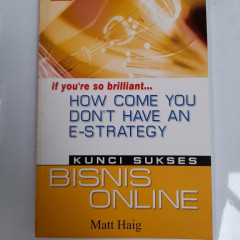 if you're so brilliant...
HOW COME YOU
DON'T HAVE AN
E-STRATEGY
KUNCI SUKSES
BISNIS
ONLINE
Matt Haig